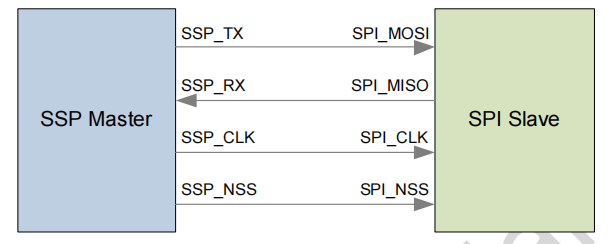 SSP_TX SPI_MOSI
SSP_RX SPI_MISO
SSP Master SPI Slave
SSP_CLK SPI_CLK
SSP_NSS SPI_NSS